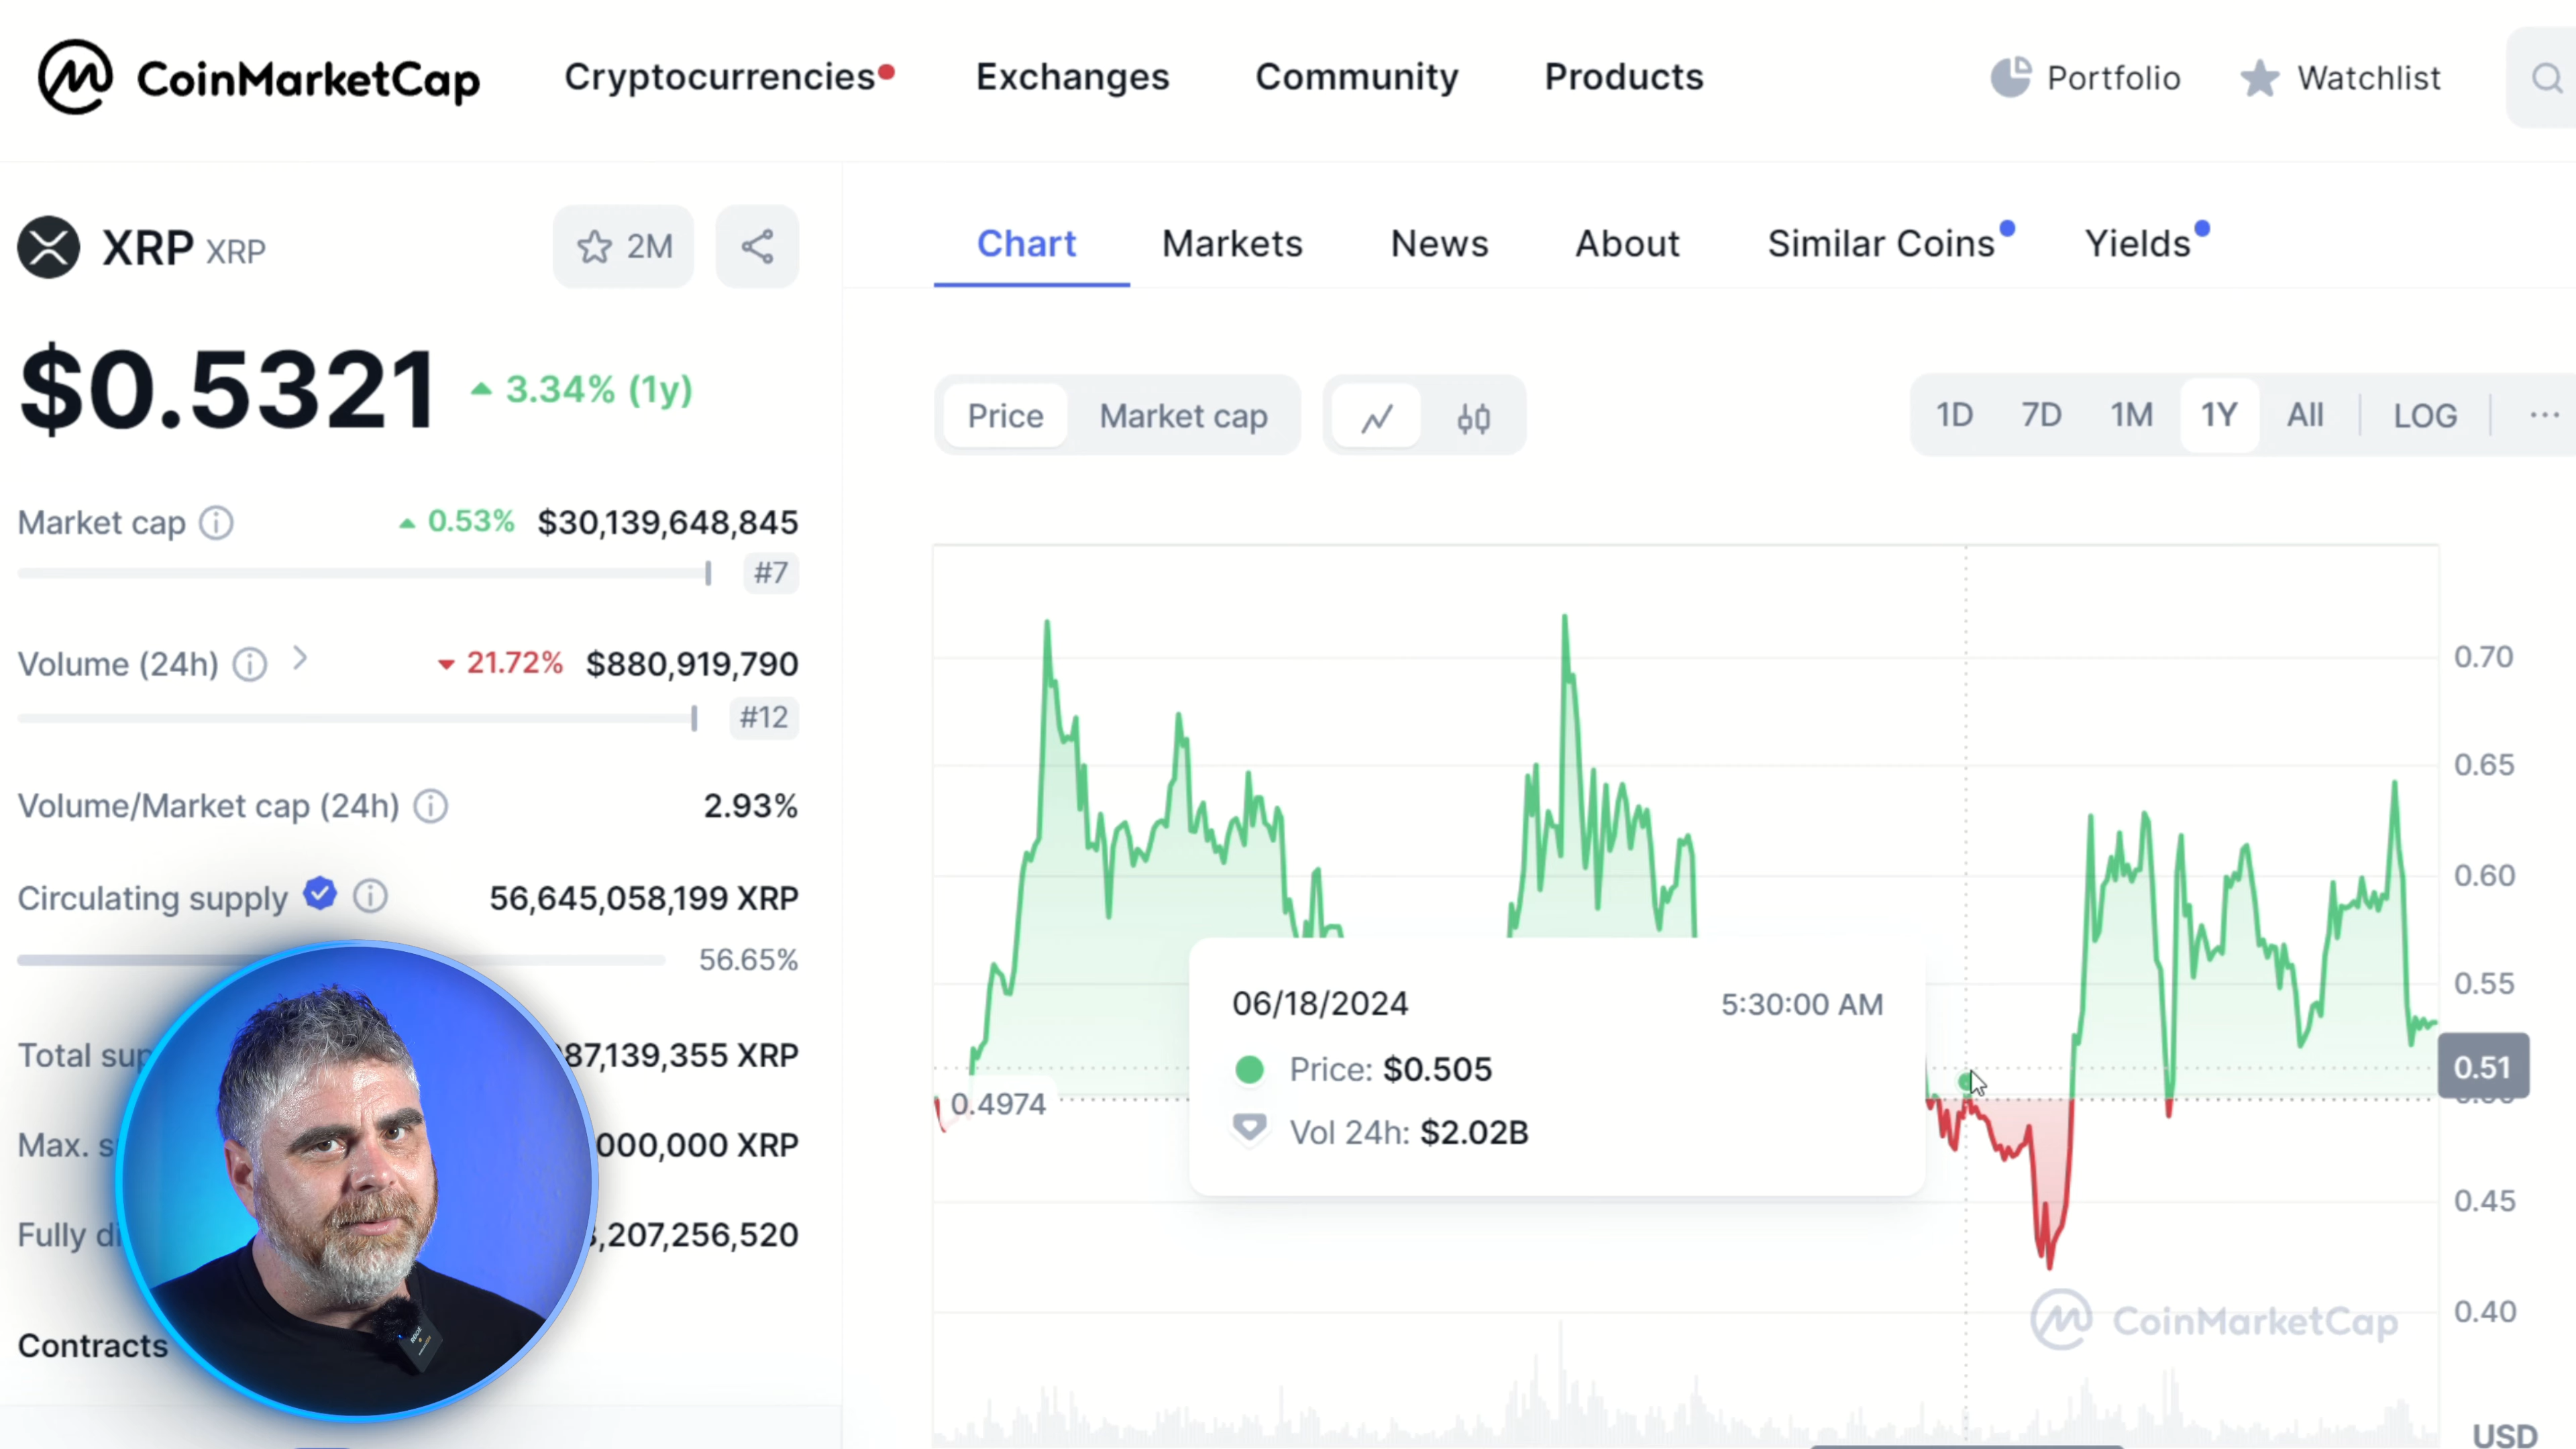 CoinMarketCap Cryptocurrencies Exchanges Community Products Portfolio Watchlist
XRP XRP 2M
$0.5321 3.34% (1y)
Market cap 0.53% $30,139,648,845
#7
Volume (24h) 21.72% $880,919,790
#12
Volume/Market cap (24h) 2.93%
Circulating supply 56,645,058,199 XRP
56.65%
Total sup 87,139,355 XRP
Max. s 000,000 XRP
Fully di ,207,256,520
Contracts
Chart Markets News About Similar Coins Yields
Price Market cap 1D 7D 1M 1Y All LOG ...
0.70
0.65
0.60
0.55
0.51
0.45
0.40
0.4974
06/18/2024 5:30:00 AM
Price: $0.505
Vol 24h: $2.02B
CoinMarketCap
USD